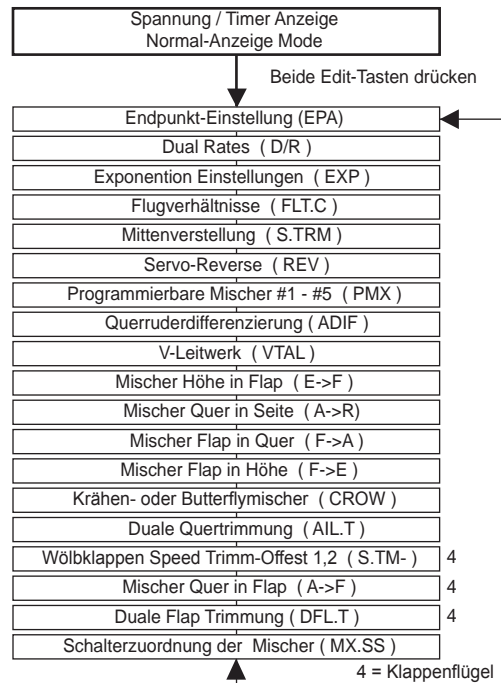 Spannung / Timer Anzeige
Normal-Anzeige Mode
Beide Edit-Tasten drücken
Endpunkt-Einstellung (EPA)
Dual Rates ( D/R )
Exponention Einstellungen ( EXP )
Flugverhältnisse ( FLT.C )
Mittenverstellung ( S.TRM )
Servo-Reverse ( REV )
Programmierbare Mischer #1 - #5 ( PMX )
Querruderdifferenzierung ( ADIF )
V-Leitwerk ( VTAL )
Mischer Höhe in Flap ( E->F )
Mischer Quer in Seite ( A->R)
Mischer Flap in Quer ( F->A )
Mischer Flap in Höhe ( F->E )
Krähen- oder Butterflymischer ( CROW )
Duale Quertrimmung ( AIL.T )
Wölbklappen Speed Trimm-Offest 1,2 ( S.TM- ) 4
Mischer Quer in Flap ( A->F ) 4
Duale Flap Trimmung ( DFL.T ) 4
Schalterzuordnung der Mischer ( MX.SS )
4 = Klappenflügel